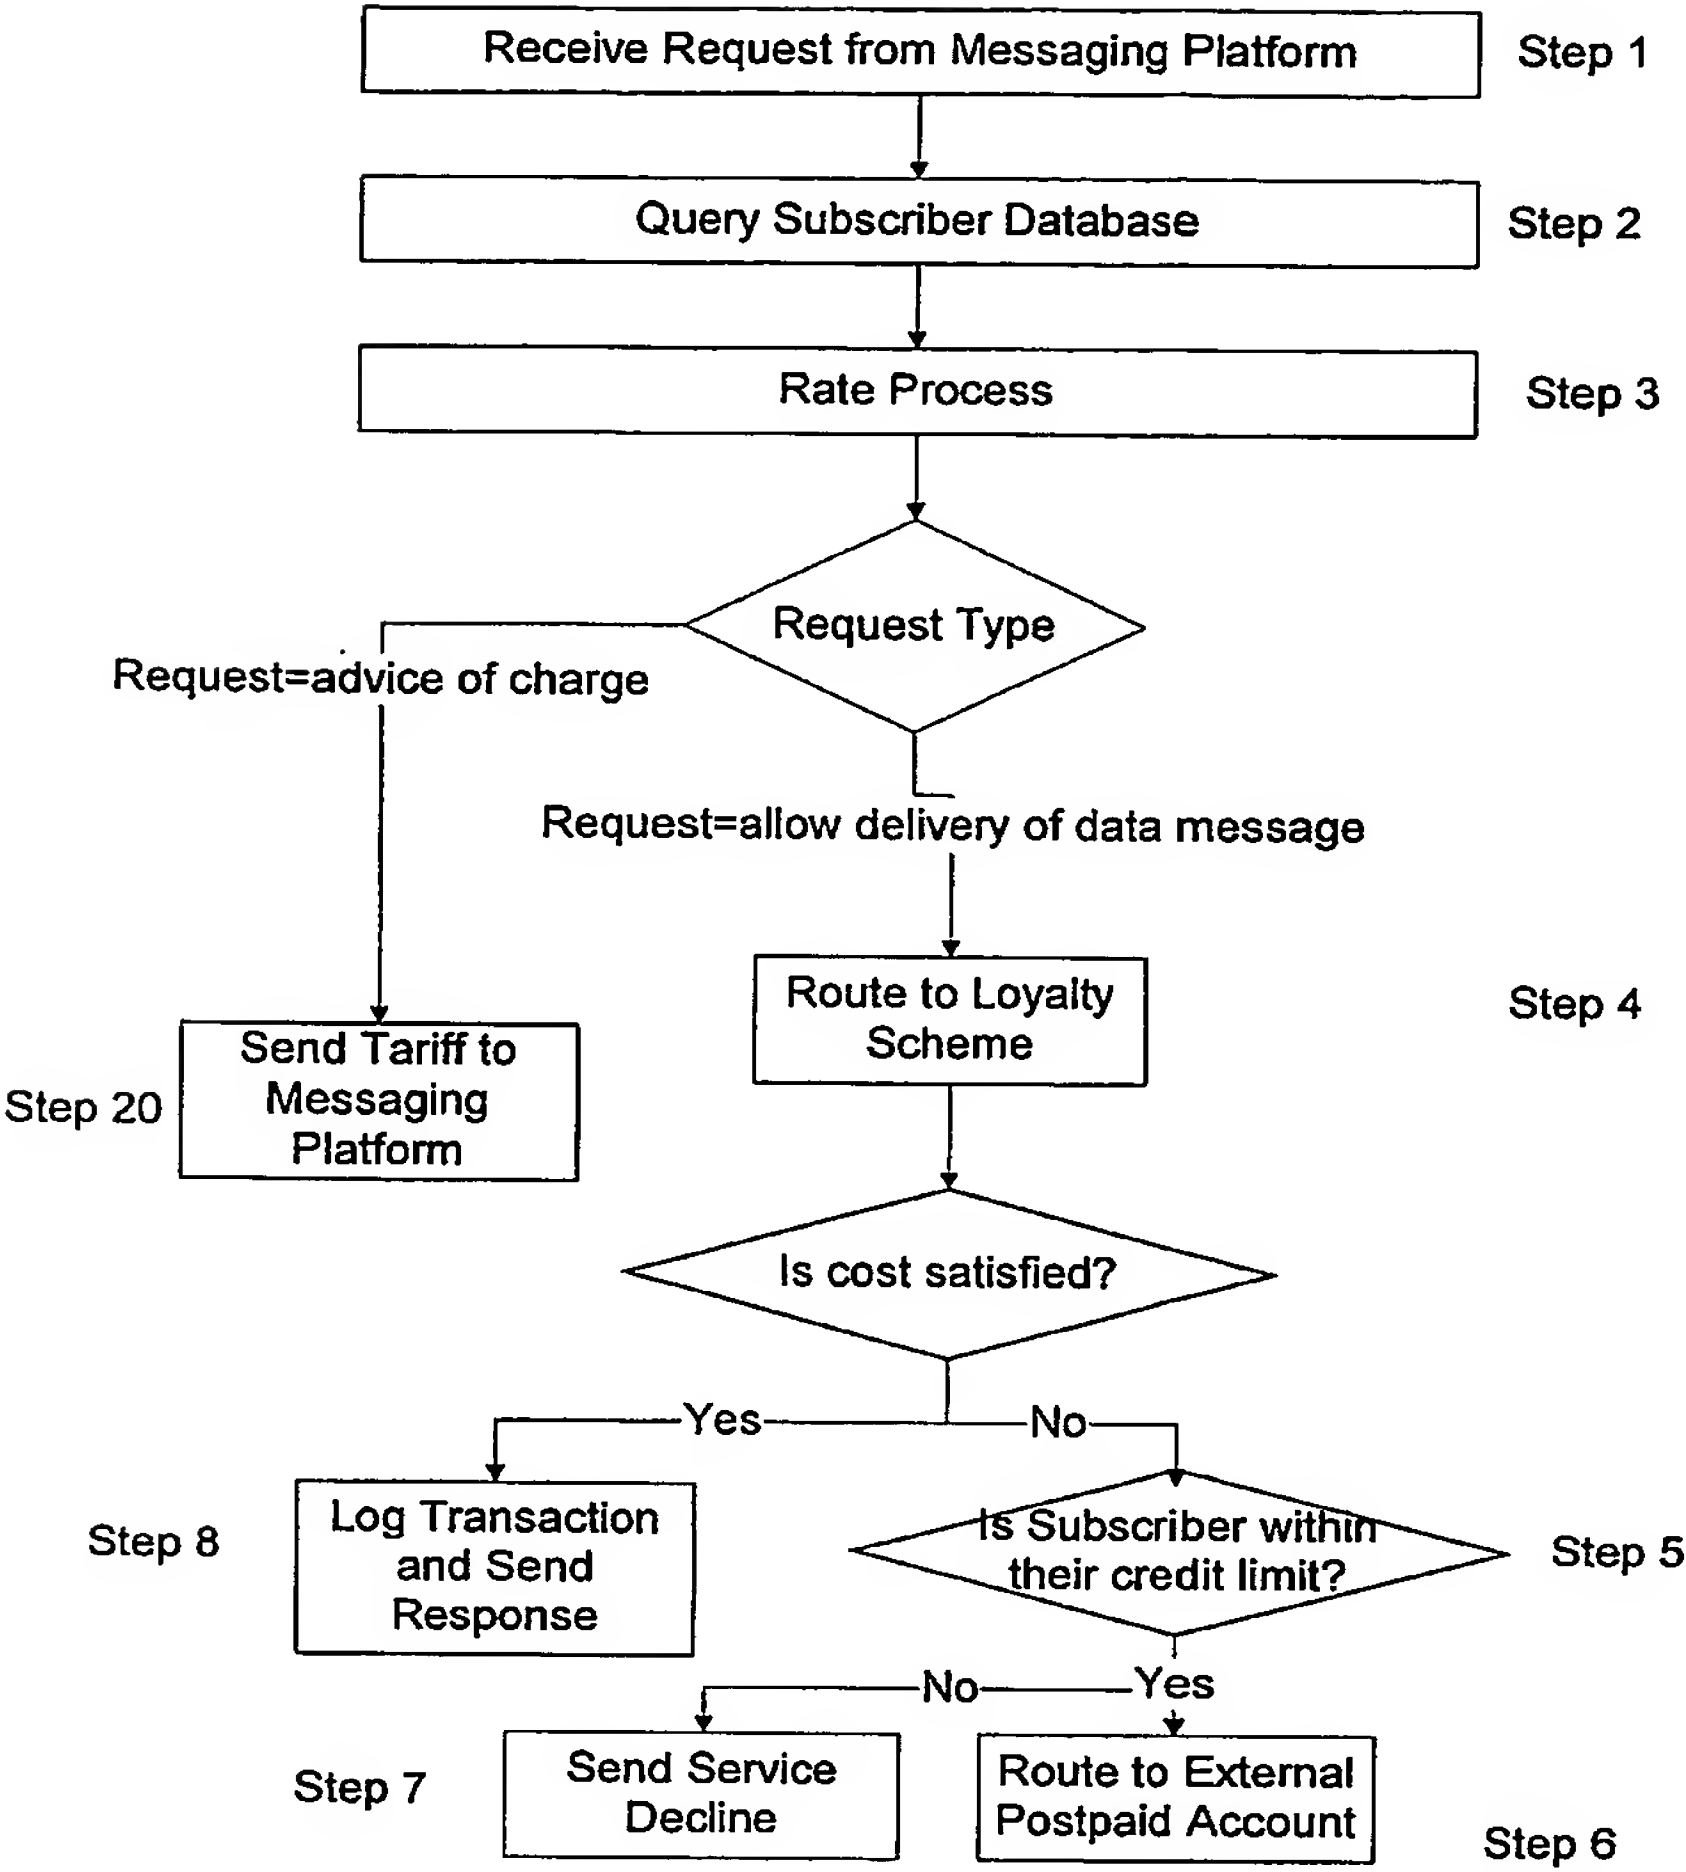 Receive Request from Messaging Platform
Step 1
Query Subscriber Database
Step 2
Rate Process
Step 3
Request Type
Request=advice of charge
Request=allow delivery of data message
Route to Loyalty
Scheme
Step 4
Send Tariff to
Messaging
Platform
Step 20
Is cost satisfied?
Yes
No
Log Transaction
and Send
Response
Step 8
Is Subscriber within
their credit limit?
Step 5
No
Yes
Send Service
Decline
Step 7
Route to External
Postpaid Account
Step 6